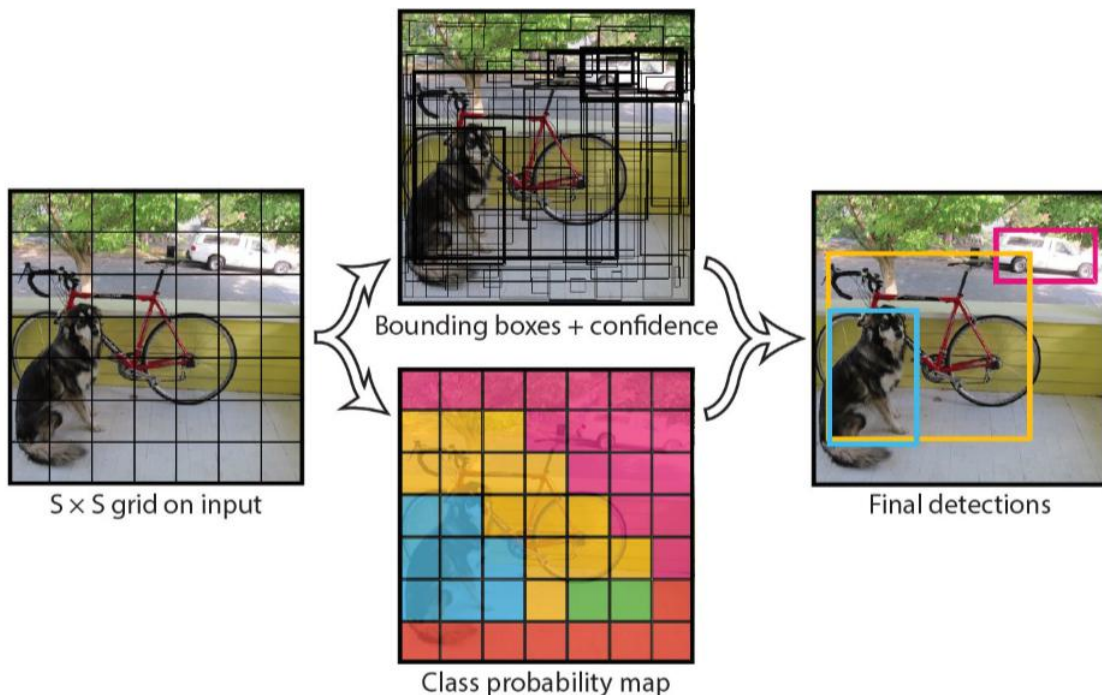 Bounding boxes + confidence
S × S grid on input
Final detections
Class probability map